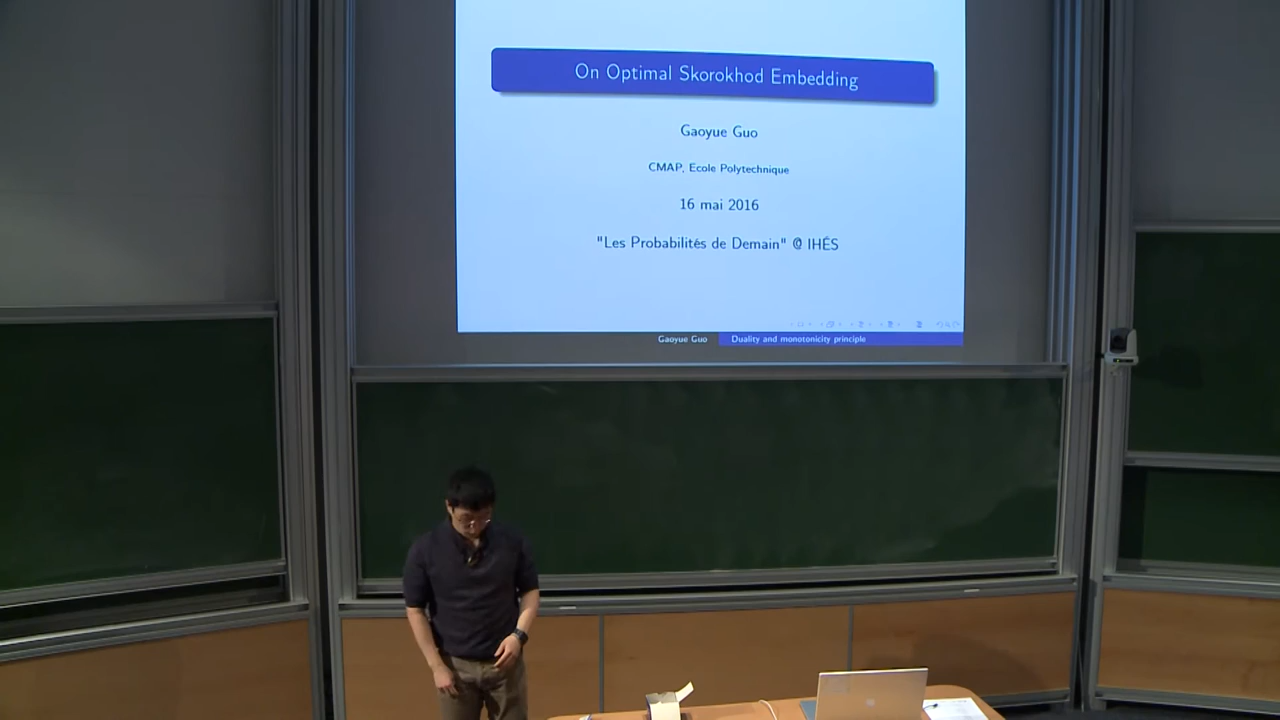 On Optimal Skorokhod Embedding
Gaoyue Guo
CMAP, Ecole Polytechnique
16 mai 2016
"Les Probabilités de Demain" @ IHÉS
Gaoyue Guo
Duality and monotonicity principle